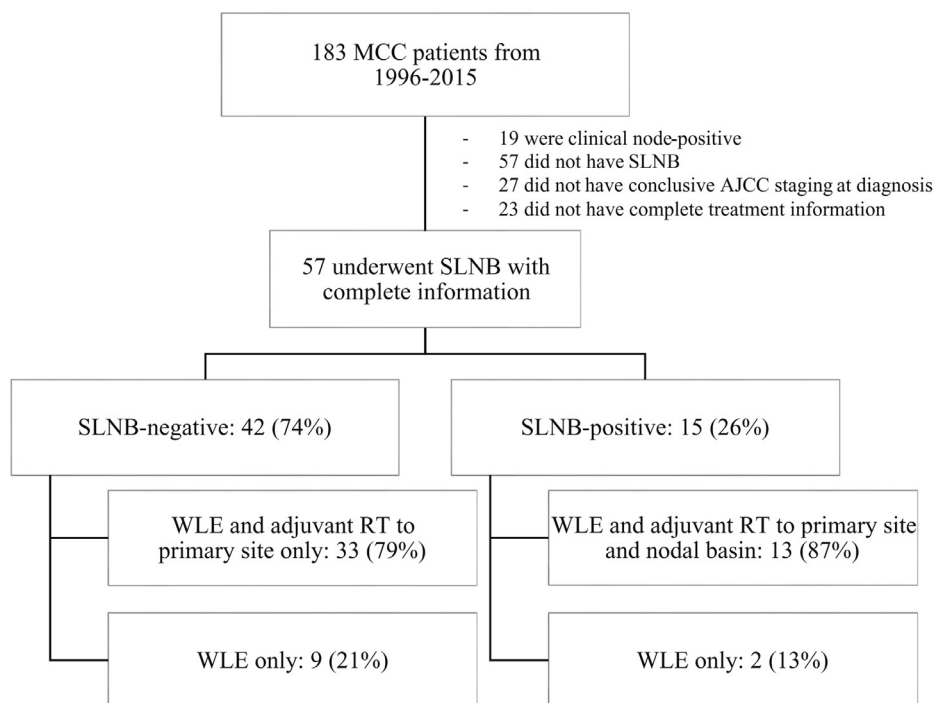 183 MCC patients from
1996-2015
- 19 were clinical node-positive
- 57 did not have SLNB
- 27 did not have conclusive AJCC staging at diagnosis
- 23 did not have complete treatment information
57 underwent SLNB with
complete information
SLNB-negative: 42 (74%)
SLNB-positive: 15 (26%)
WLE and adjuvant RT to
primary site only: 33 (79%)
WLE and adjuvant RT to primary site
and nodal basin: 13 (87%)
WLE only: 9 (21%)
WLE only: 2 (13%)